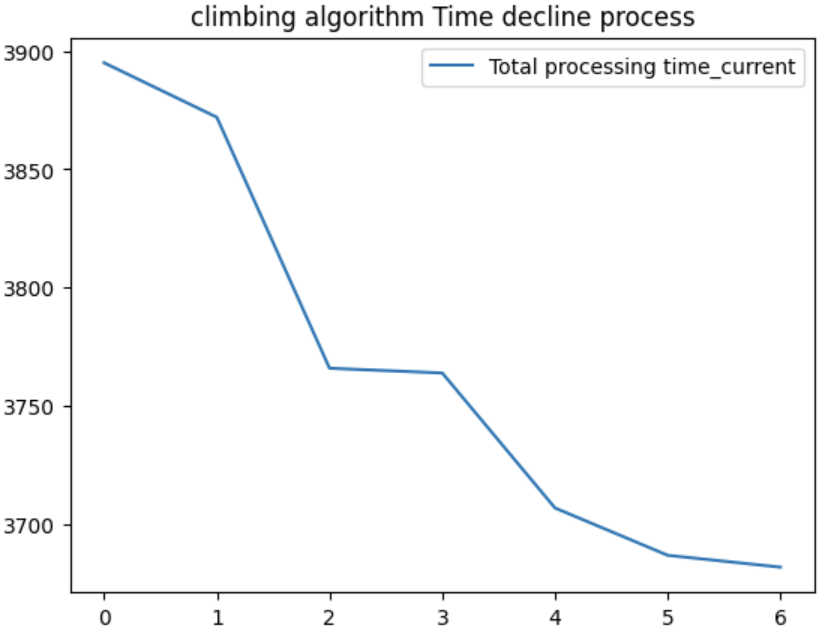 climbing algorithm Time decline process
Total processing time_current
3900
3850
3800
3750
3700
0 1 2 3 4 5 6